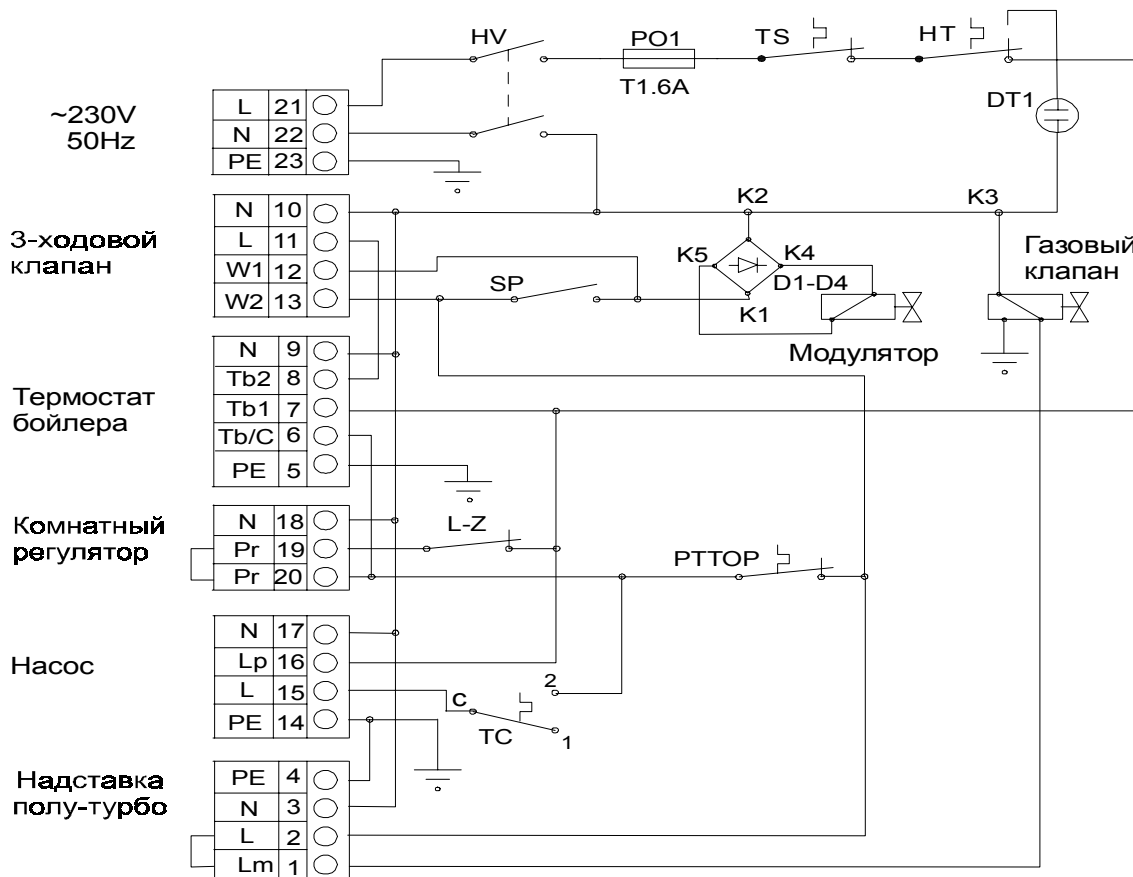 HV
PO1
T1.6A
TS
HT
DT1
~230V
50Hz
L 21
N 22
PE 23
3-ходовой
клапан
N 10
L 11
W1 12
W2 13
SP
K2
K5
K4
D1-D4
K1
Модулятор
K3
Газовый
клапан
Термостат
бойлера
N 9
Tb2 8
Tb1 7
Tb/C 6
PE 5
Комнатный
регулятор
N 18
Pr 19
Pr 20
L-Z
PTTOP
Насос
N 17
Lp 16
L 15
PE 14
C
2
1
TC
Надставка
полу-турбо
PE 4
N 3
L 2
Lm 1